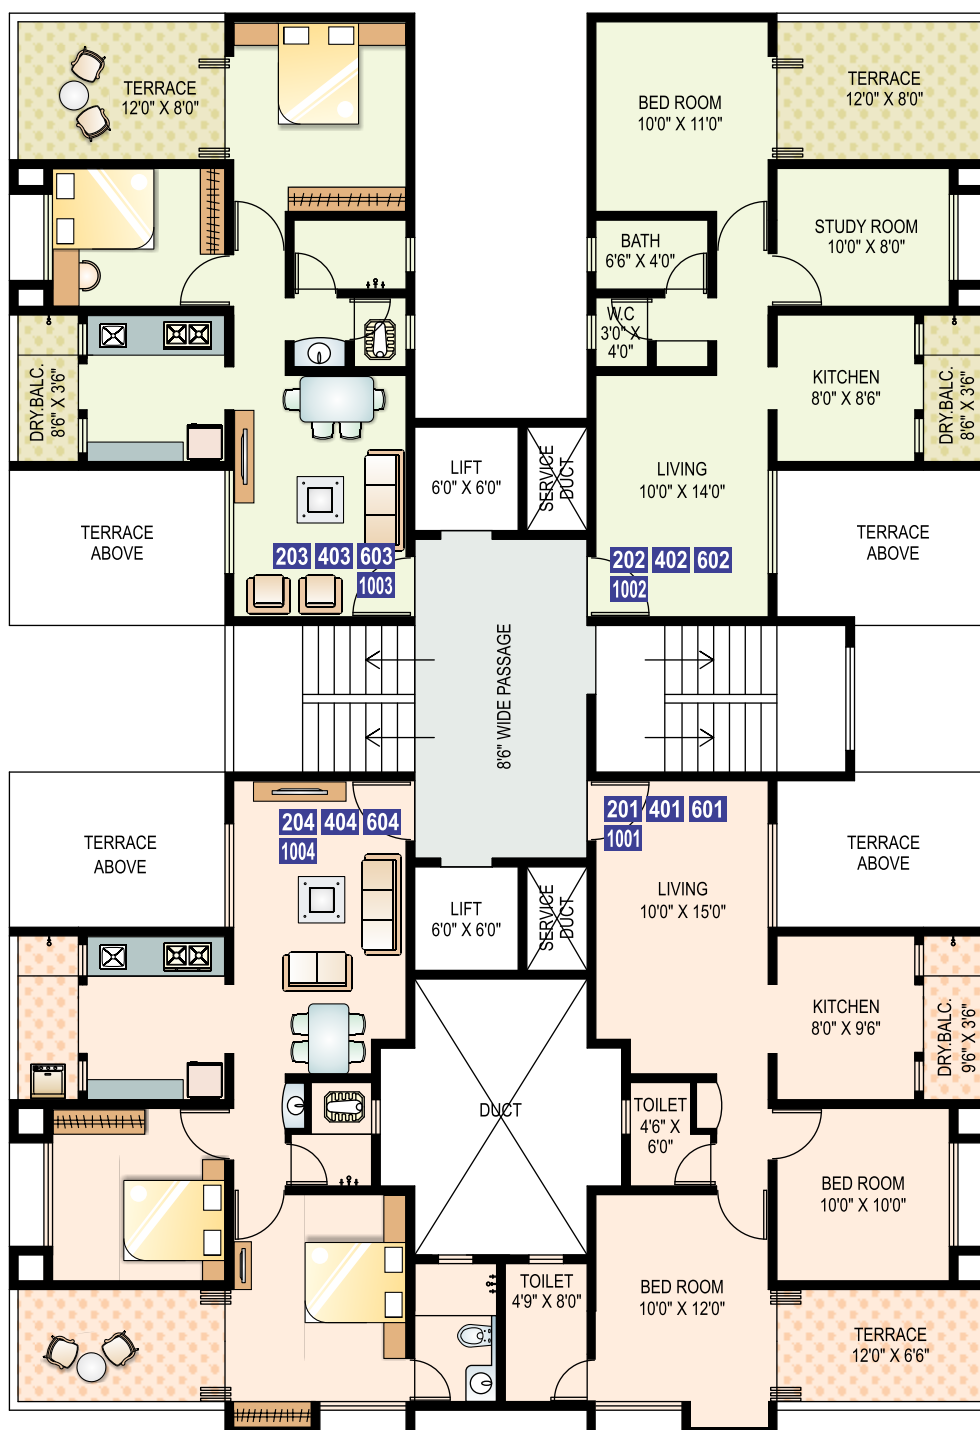 TERRACE
12'0" X 8'0"
BED ROOM
10'0" X 11'0"
TERRACE
12'0" X 8'0"
STUDY ROOM
10'0" X 8'0"
BATH
6'6" X 4'0"
W.C
3'0" X
4'0"
DRY.BALC.
8'6" X 3'6"
KITCHEN
8'0" X 8'6"
DRY.BALC.
8'6" X 3'6"
LIFT
6'0" X 6'0"
SERVICE
DUCT
LIVING
10'0" X 14'0"
TERRACE
ABOVE
TERRACE
ABOVE
203 403 603
1003
202 402 602
1002
8'6" WIDE PASSAGE
204 404 604
1004
201 401 601
1001
TERRACE
ABOVE
TERRACE
ABOVE
LIFT
6'0" X 6'0"
SERVICE
DUCT
LIVING
10'0" X 15'0"
KITCHEN
8'0" X 9'6"
DRY.BALC.
9'6" X 3'6"
DUCT
TOILET
4'6" X
6'0"
BED ROOM
10'0" X 10'0"
TOILET
4'9" X 8'0"
BED ROOM
10'0" X 12'0"
TERRACE
12'0" X 6'6"